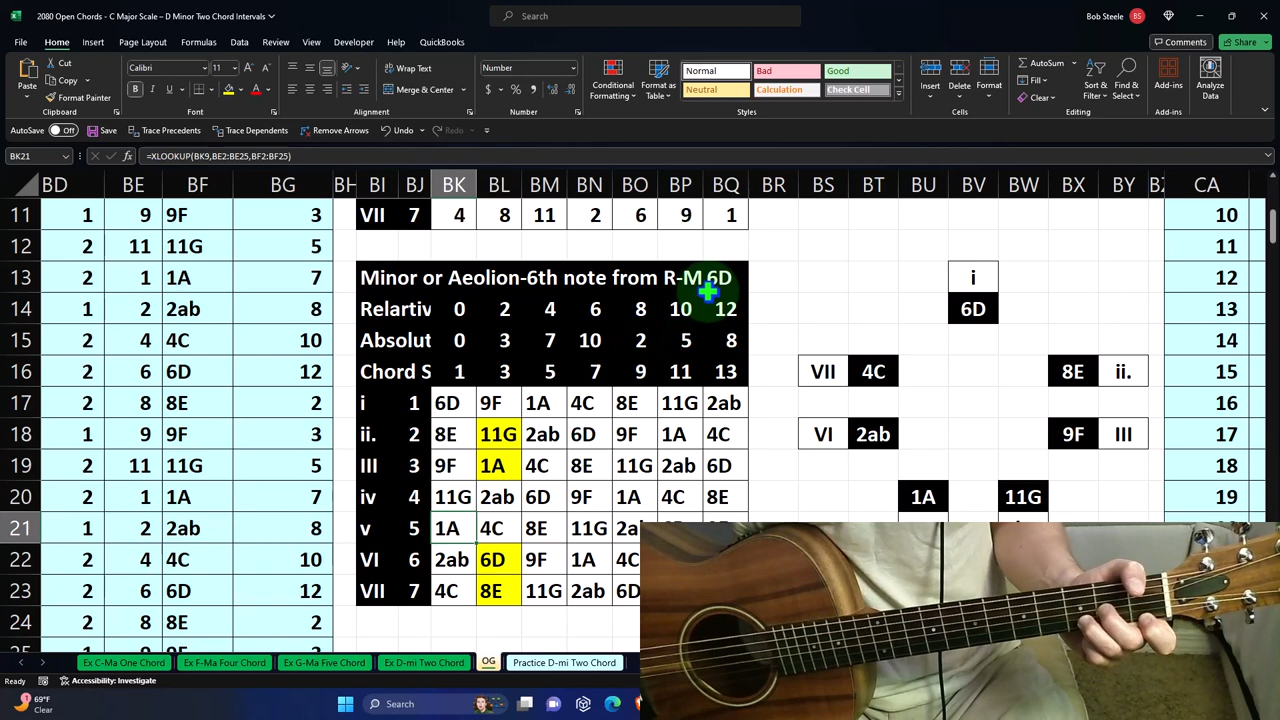 2080 Open Chords - C Major Scale – D Minor Two Chord Intervals
Search
Bob Steele BS
File Home Insert Page Layout Formulas Data Review View Developer Help QuickBooks
Comments Share
Paste
Cut
Copy
Format Painter
Clipboard
Calibri 11
Font
Wrap Text
Merge & Center
Alignment
Number
Number
Conditional Formatting
Format as Table
Normal Bad Good
Neutral Calculation Check Cell
Styles
Insert Delete Format
Cells
AutoSum
Fill
Clear
Sort & Filter
Find & Select
Editing
Add-ins
Add-ins
Analyze Data
AutoSave Off Save Trace Precedents Trace Dependents Remove Arrows Undo Redo
BK21 =XLOOKUP(BK9,BE2:BE25,BF2:BF25)
BD BE BF BG BH BI BJ BK BL BM BN BO BP BQ BR BS BT BU BV BW BX BY BZ CA
11 1 9 9F 3 VII 7 4 8 11 2 6 9 1 10
12 2 11 11G 5 11
13 2 1 1A 7 Minor or Aeolion-6th note from R-M 6D i 12
14 2 2 2ab 8 Relartiv 0 2 4 6 8 10 12 6D 13
15 2 4 4C 10 Absolut 0 3 7 10 2 5 8 14
16 2 6 6D 12 Chord S 1 3 5 7 9 11 13 VII 4C 8E ii. 15
17 2 8 8E 2 i 1 6D 9F 1A 4C 8E 11G 2ab 16
18 1 9 9F 3 ii. 2 8E 11G 2ab 6D 9F 1A 4C VI 2ab 9F III 17
19 2 11 11G 5 III 3 9F 1A 4C 8E 11G 2ab 6D 18
20 2 1 1A 7 iv 4 11G 2ab 6D 9F 1A 4C 8E 1A 11G 19
21 1 2 2ab 8 v 5 1A 4C 8E 11G
22 2 4 4C 10 VI 6 2ab 6D 9F 1A 4C
23 2 6 6D 12 VII 7 4C 8E 11G 2ab 6D
24 2 8 8E 2
Ex C-Ma One Chord Ex F-Ma Four Chord Ex G-Ma Five Chord Ex D-mi Two Chord OG Practice D-mi Two Chord
Ready Accessibility: Investigate
69°F
Clear
Search